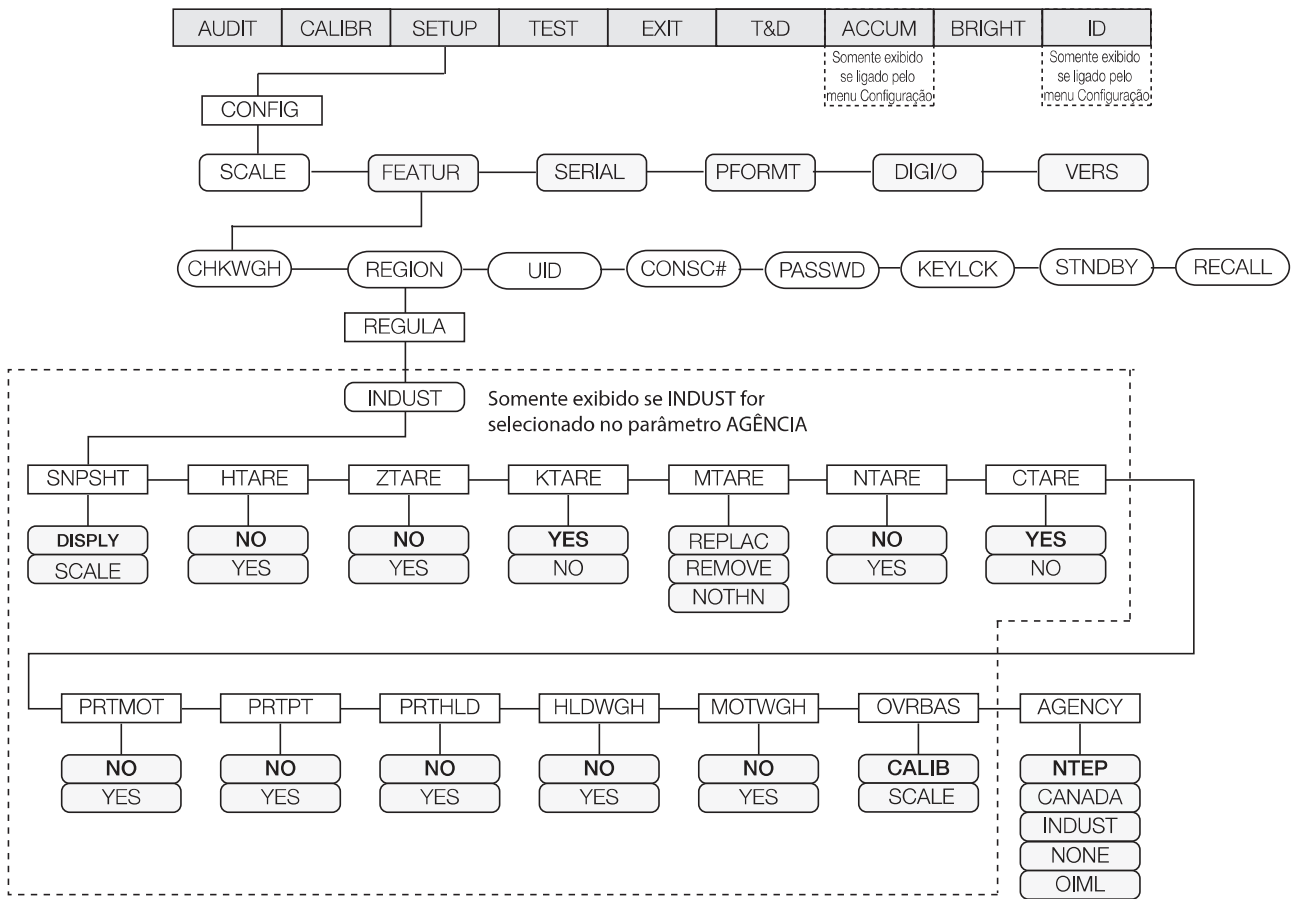 AUDIT CALIBR SETUP TEST EXIT T&D ACCUM BRIGHT ID
Somente exibido
se ligado pelo
menu Configuração
Somente exibido
se ligado pelo
menu Configuração
CONFIG
SCALE FEATUR SERIAL PFORMT DIGI/O VERS
CHKWGH REGION UID CONSC# PASSWD KEYLCK STNDBY RECALL
REGULA
INDUST
Somente exibido se INDUST for
selecionado no parâmetro AGÊNCIA
SNPSHT HTARE ZTARE KTARE MTARE NTARE CTARE
DISPLY NO NO YES REPLAC NO YES
SCALE YES YES NO REMOVE YES NO
NOTHN
PRTMOT PRTPT PRTHLD HLDWGH MOTWGH OVRBAS AGENCY
NO NO NO NO NO CALIB NTEP
YES YES YES YES YES SCALE CANADA
INDUST
NONE
OIML